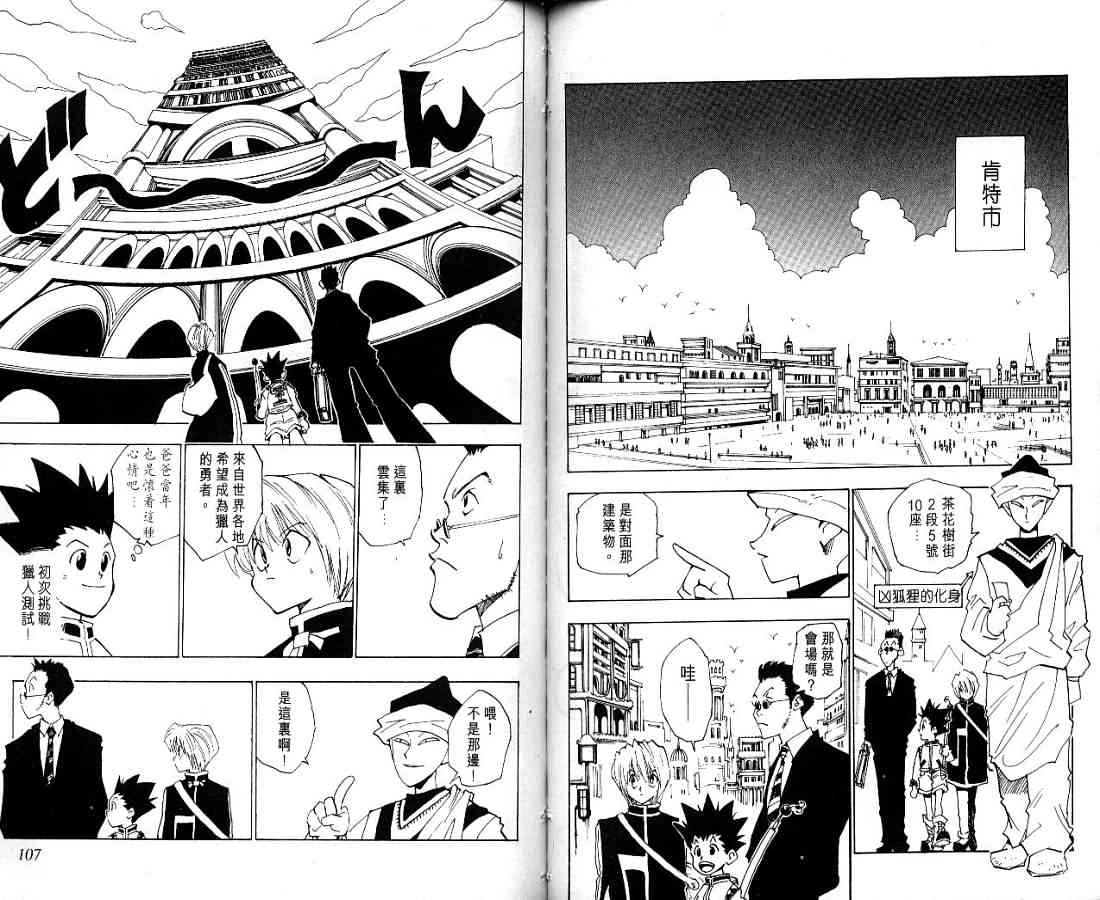 肯特市
茶花樹街
2段5號
10座…
凶狐狸的化身
是對面那
建築物。
那就是
會場嗎?
哇——
どーん
這裏
雲集了…
來自世界各地
希望成為獵人
的勇者。
爸爸當年
也是懷着這種
心情吧…
初次挑戰
獵人測試!
喂!
不是那邊!
是這裏啊!
107